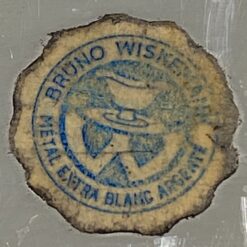 BRUNO WISKEMANN
METAL EXTRA BLANC ARGENTE